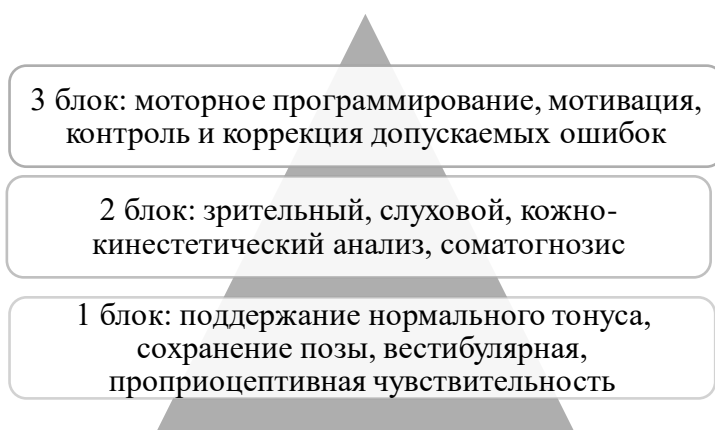 3 блок: моторное программирование, мотивация,
контроль и коррекция допускаемых ошибок
2 блок: зрительный, слуховой, кожно-
кинестетический анализ, соматогнозис
1 блок: поддержание нормального тонуса,
сохранение позы, вестибулярная,
проприоцептивная чувствительность